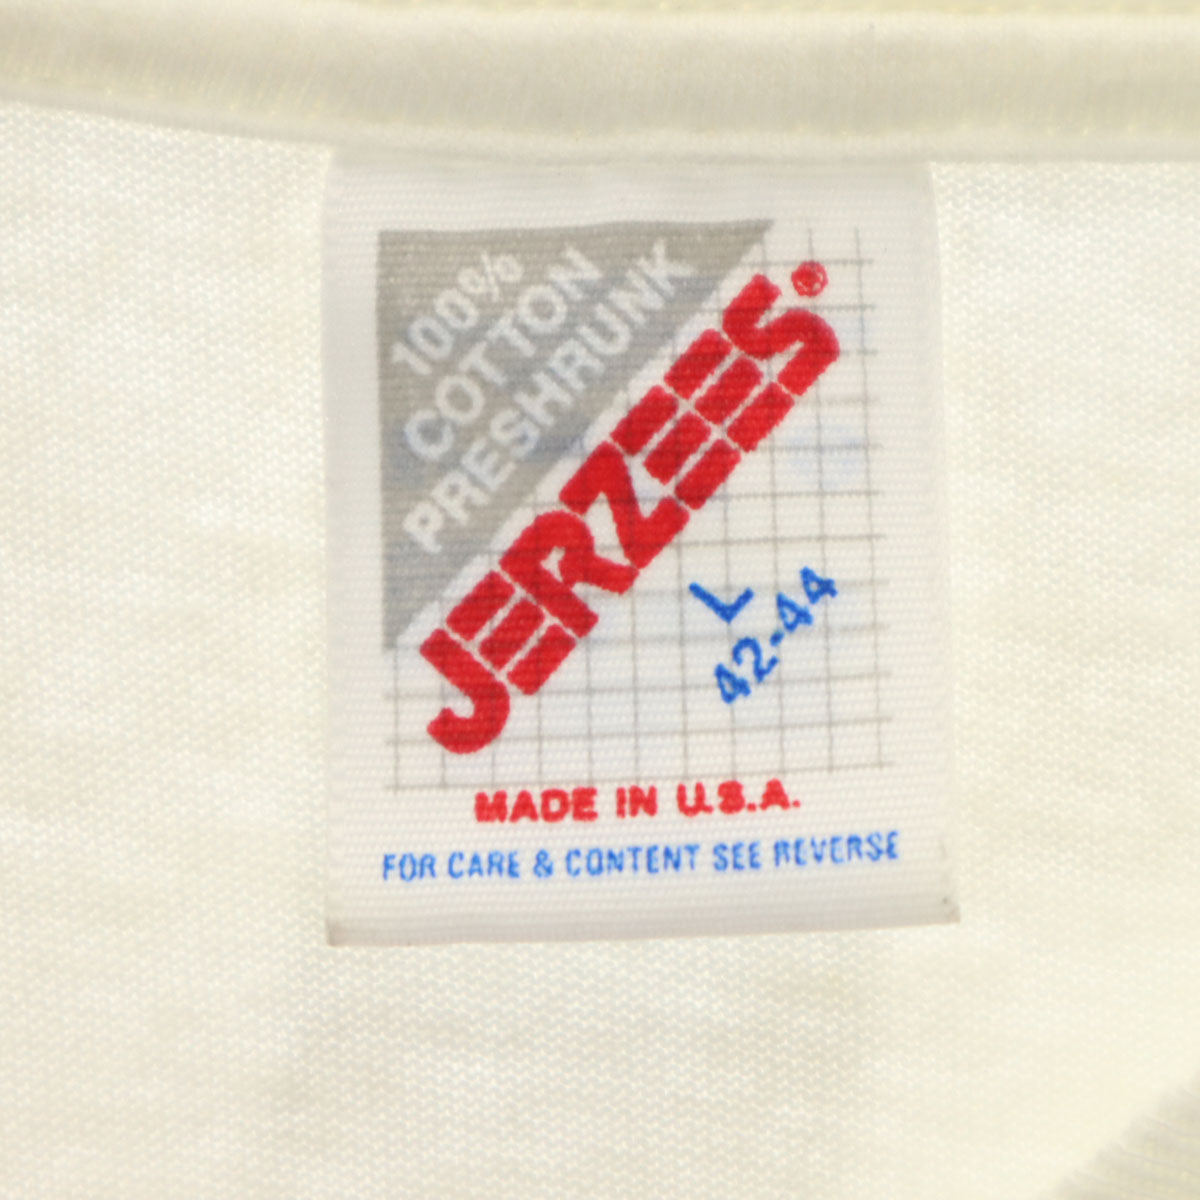 100%
COTTON
PRESHRUNK
JERZEES®
L
42-44
MADE IN U.S.A.
FOR CARE & CONTENT SEE REVERSE